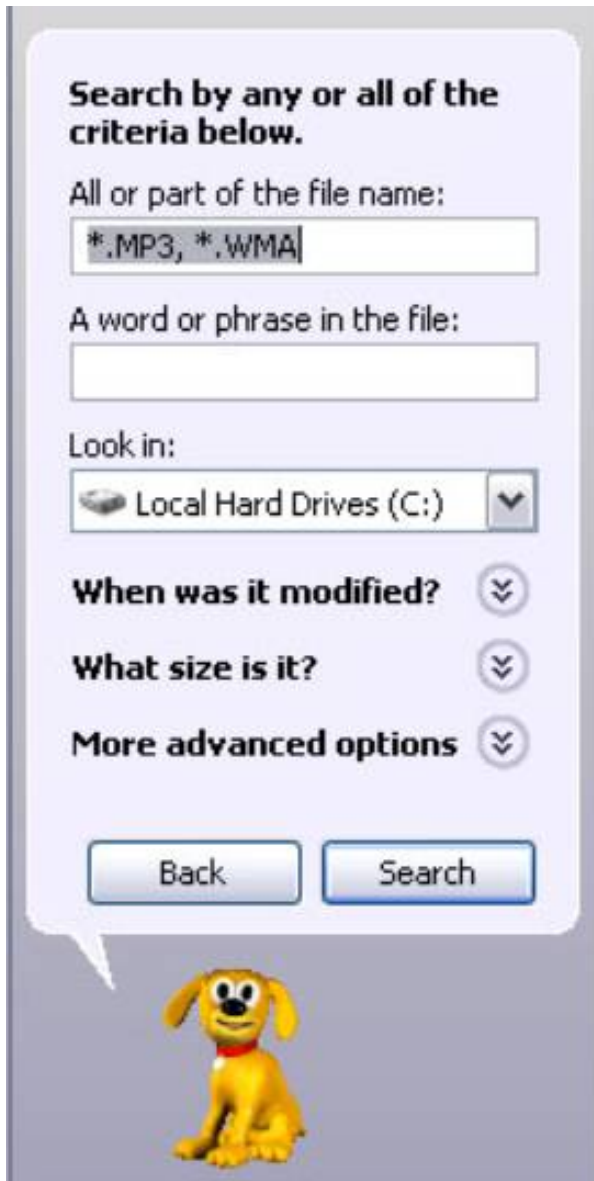 Search by any or all of the
criteria below.
All or part of the file name:
*.MP3, *.WMA
A word or phrase in the file:
Look in:
Local Hard Drives (C:)
When was it modified?
What size is it?
More advanced options
Back Search